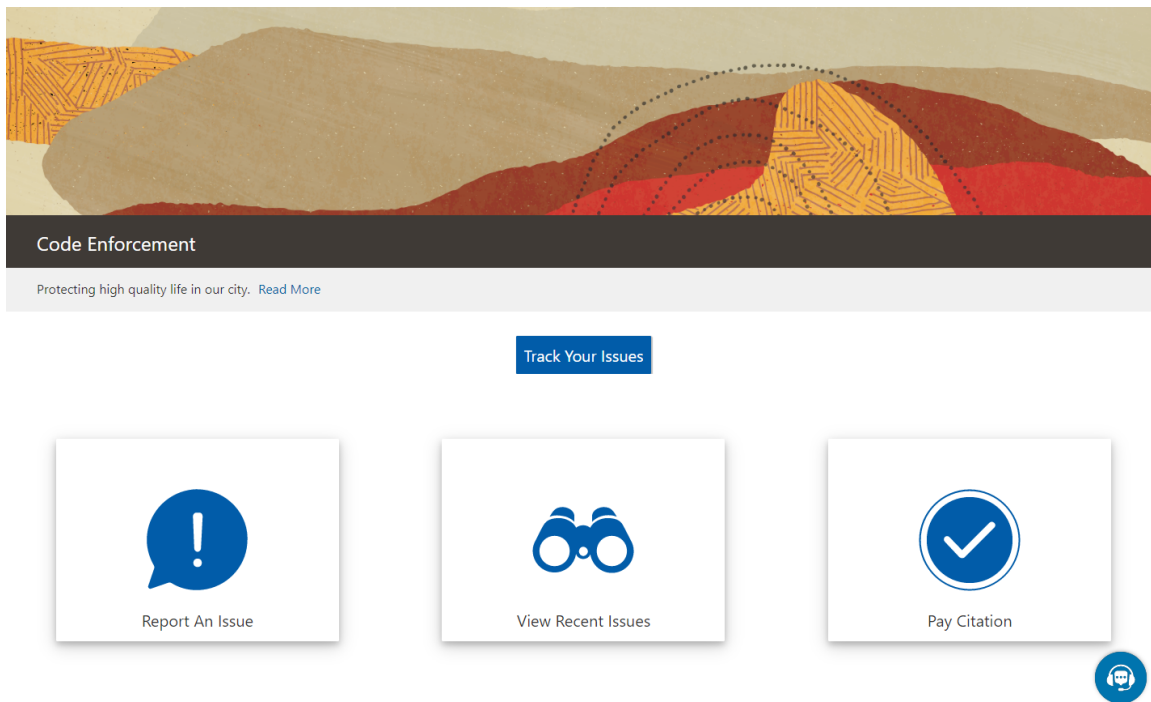 Code Enforcement
Protecting high quality life in our city. Read More
Track Your Issues
Report An Issue
View Recent Issues
Pay Citation